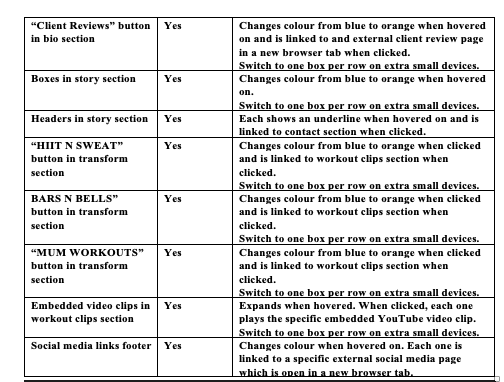 “Client Reviews” button
in bio section
Yes
Changes colour from blue to orange when hovered
on and is linked to and external client review page
in a new browser tab when clicked.
Switch to one box per row on extra small devices.
Boxes in story section
Yes
Changes colour from blue to orange when hovered
on.
Switch to one box per row on extra small devices.
Headers in story section
Yes
Each shows an underline when hovered on and is
linked to contact section when clicked.
“HIIT N SWEAT”
button in transform
section
Yes
Changes colour from blue to orange when clicked
and is linked to workout clips section when
clicked.
Switch to one box per row on extra small devices.
BARS N BELLS”
button in transform
section
Yes
Changes colour from blue to orange when clicked
and is linked to workout clips section when
clicked.
Switch to one box per row on extra small devices.
“MUM WORKOUTS”
button in transform
section
Yes
Changes colour from blue to orange when clicked
and is linked to workout clips section when
clicked.
Switch to one box per row on extra small devices.
Embedded video clips in
workout clips section
Yes
Expands when hovered. When clicked, each one
plays the specific embedded YouTube video clip.
Switch to one box per row on extra small devices.
Social media links footer
Yes
Changes colour when hovered on. Each one is
linked to a specific external social media page
which is open in a new browser tab.